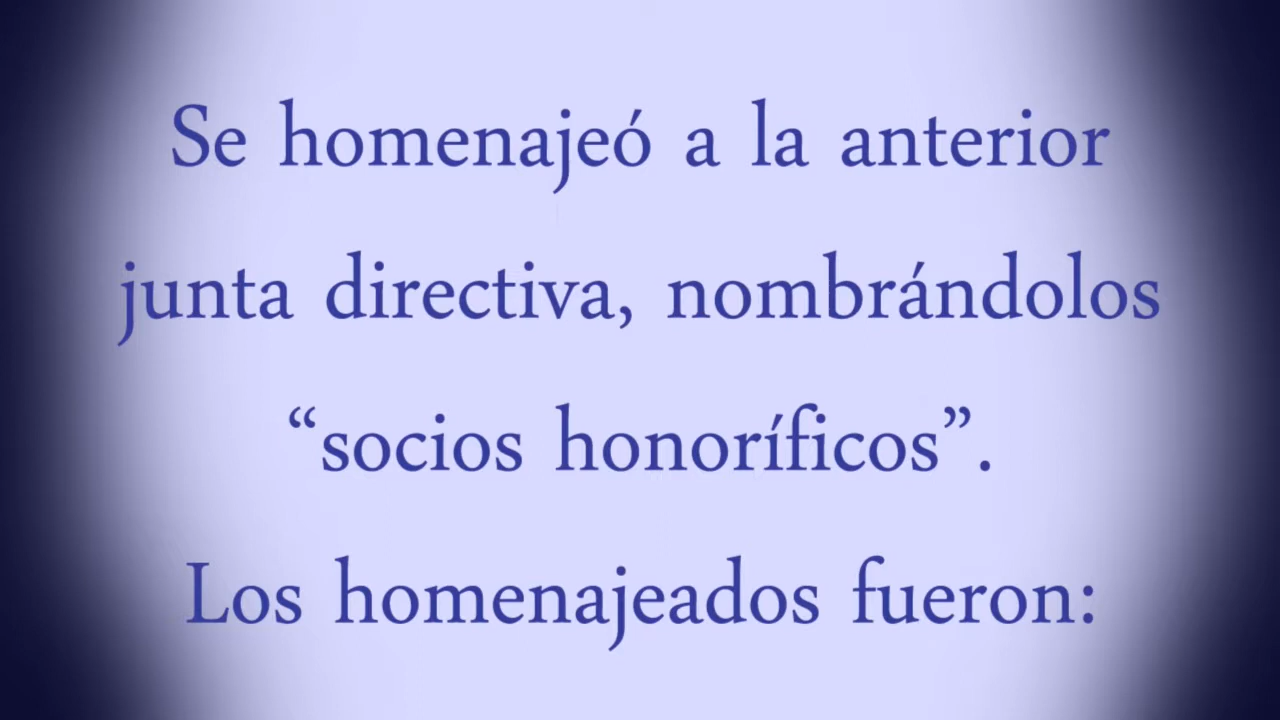 Se homenajeó a la anterior
junta directiva, nombrándolos
“socios honoríficos”.
Los homenajeados fueron: